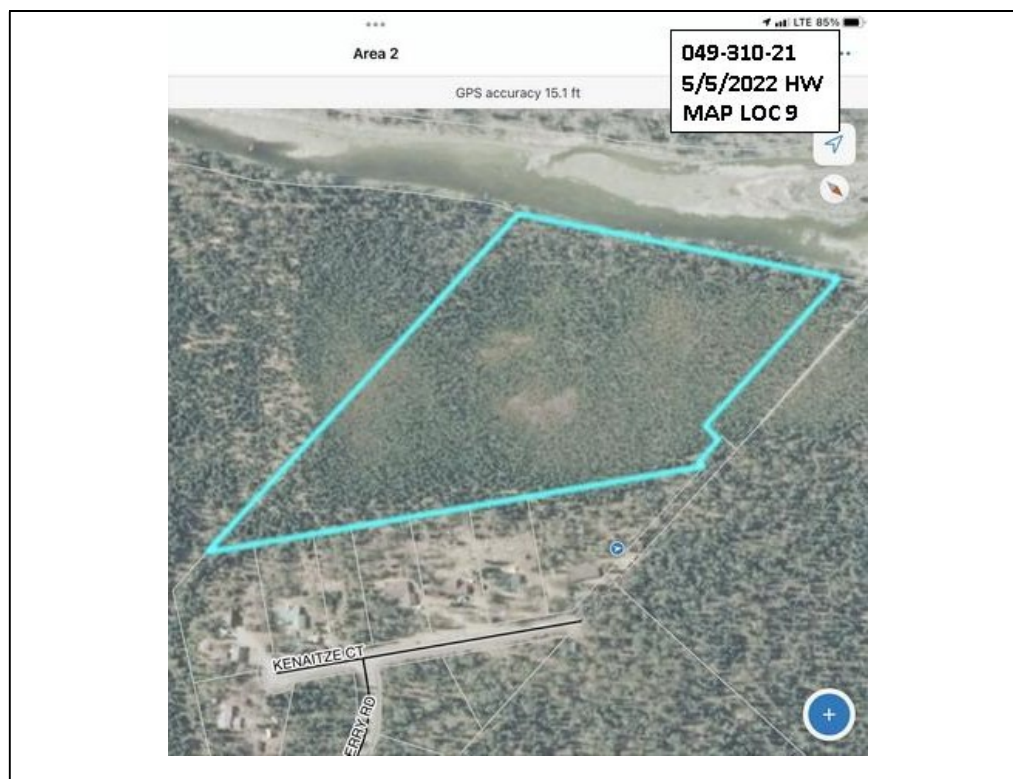 LTE 85%
Area 2
049-310-21
5/5/2022 HW
MAP LOC 9
GPS accuracy 15.1 ft
KENAITZE CT
ERRY RD